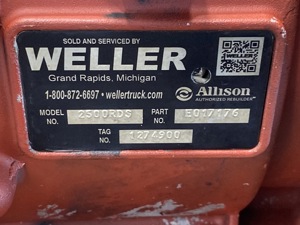 SOLD AND SERVICED BY
WELLER
Grand Rapids, Michigan
1-800-872-6697 • wellertruck.com
Allison
AUTHORIZED REBUILDER
MODEL NO. 2500RDS PART NO.
TAG NO. 1274900